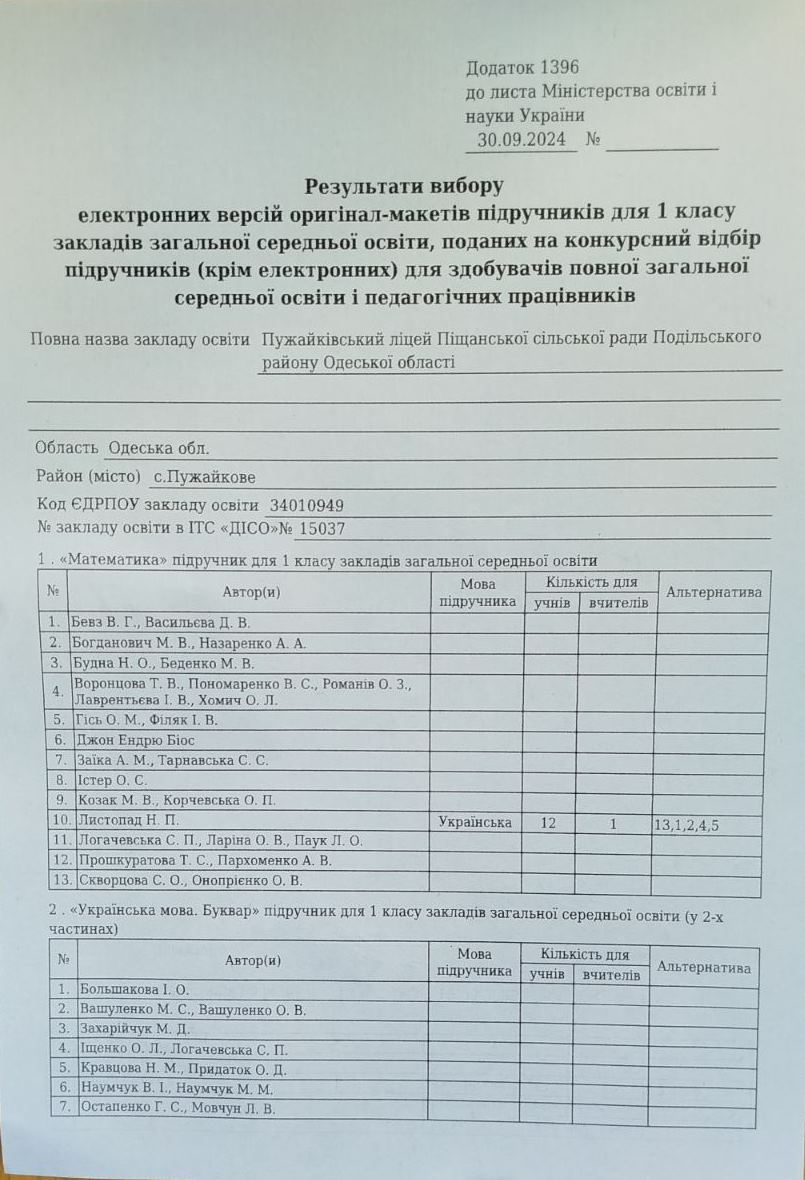 Додаток 1396
до листа Міністерства освіти і
науки України
30.09.2024 № ________
Результати вибору
електронних версій оригінал-макетів підручників для 1 класу
закладів загальної середньої освіти, поданих на конкурсний відбір
підручників (крім електронних) для здобувачів повної загальної
середньої освіти і педагогічних працівників
Повна назва закладу освіти Пужайківський ліцей Піщанської сільської ради Подільського
району Одеської області
Область Одеська обл.
Район (місто) с.Пужайкове
Код ЄДРПОУ закладу освіти 34010949
№ закладу освіти в ІТС «ДІСО»№ 15037
1 . «Математика» підручник для 1 класу закладів загальної середньої освіти
№ Автор(и) Мова підручника Кількість для учнів вчителів Альтернатива
1. Бевз В. Г., Васильєва Д. В.
2. Богданович М. В., Назаренко А. А.
3. Будна Н. О., Беденко М. В.
4. Воронцова Т. В., Пономаренко В. С., Романів О. З.,
Лаврентьєва І. В., Хомич О. Л.
5. Гісь О. М., Філяк І. В.
6. Джон Ендрю Біос
7. Заїка А. М., Тарнавська С. С.
8. Істер О. С.
9. Козак М. В., Корчевська О. П.
10. Листопад Н. П. Українська 12 1 13,1,2,4,5
11. Логачевська С. П., Ларіна О. В., Паук Л. О.
12. Прошкуратова Т. С., Пархоменко А. В.
13. Скворцова С. О., Онопрієнко О. В.
2 . «Українська мова. Буквар» підручник для 1 класу закладів загальної середньої освіти (у 2-х
частинах)
№ Автор(и) Мова підручника Кількість для учнів вчителів Альтернатива
1. Большакова І. О.
2. Вашуленко М. С., Вашуленко О. В.
3. Захарійчук М. Д.
4. Іщенко О. Л., Логачевська С. П.
5. Кравцова Н. М., Придаток О. Д.
6. Наумчук В. І., Наумчук М. М.
7. Остапенко Г. С., Мовчун Л. В.